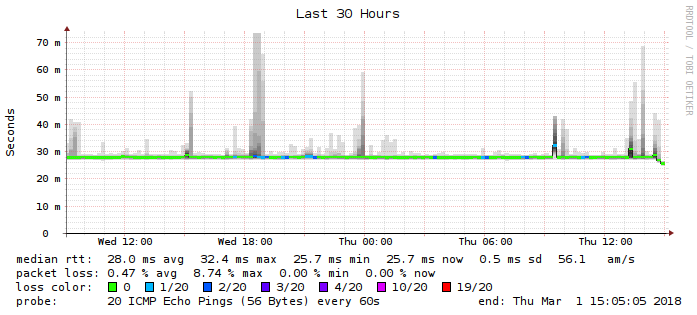 Last 30 Hours
RRDTOOL / TOBI OETIKER
Seconds
70 m
60 m
50 m
40 m
30 m
20 m
10 m
0
Wed 12:00 Wed 18:00 Thu 00:00 Thu 06:00 Thu 12:00
median rtt: 28.0 ms avg 32.4 ms max 25.7 ms min 25.7 ms now 0.5 ms sd 56.1 am/s
packet loss: 0.47 % avg 8.74 % max 0.00 % min 0.00 % now
loss color: 0 1/20 2/20 3/20 4/20 10/20 19/20
probe: 20 ICMP Echo Pings (56 Bytes) every 60s end: Thu Mar 1 15:05:05 2018